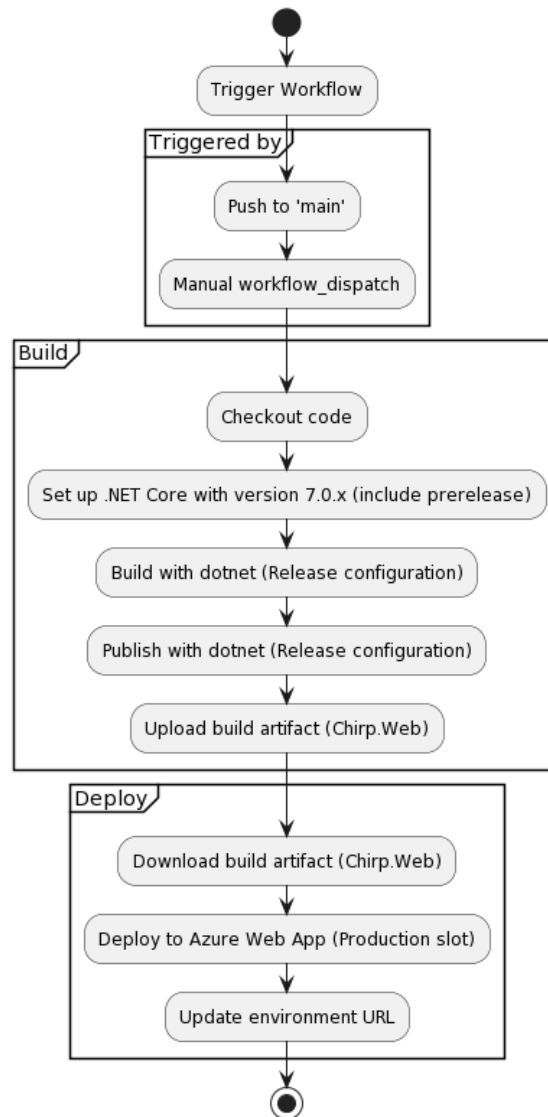 Trigger Workflow
Triggered by
Push to 'main'
Manual workflow_dispatch
Build
Checkout code
Set up .NET Core with version 7.0.x (include prerelease)
Build with dotnet (Release configuration)
Publish with dotnet (Release configuration)
Upload build artifact (Chirp.Web)
Deploy
Download build artifact (Chirp.Web)
Deploy to Azure Web App (Production slot)
Update environment URL